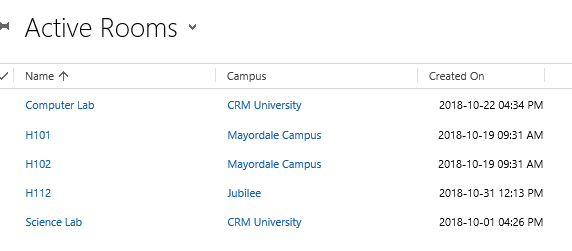 Active Rooms
Name Campus Created On
Computer Lab CRM University 2018-10-22 04:34 PM
H101 Mayordale Campus 2018-10-19 09:31 AM
H102 Mayordale Campus 2018-10-19 09:31 AM
H112 Jubilee 2018-10-31 12:13 PM
Science Lab CRM University 2018-10-01 04:26 PM